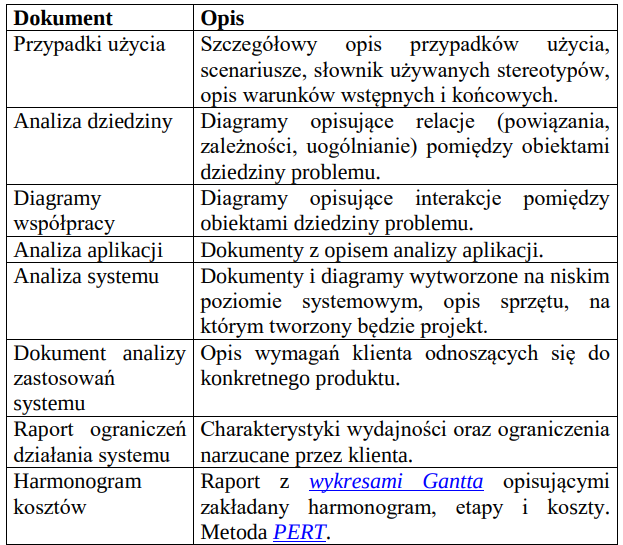 Dokument Opis
Przypadki użycia Szczegółowy opis przypadków użycia,
scenariusze, słownik używanych stereotypów,
opis warunków wstępnych i końcowych.
Analiza dziedziny Diagramy opisujące relacje (powiązania,
zależności, uogólnianie) pomiędzy obiektami
dziedziny problemu.
Diagramy Diagramy opisujące interakcje pomiędzy
współpracy obiektami dziedziny problemu.
Analiza aplikacji Dokumenty z opisem analizy aplikacji.
Analiza systemu Dokumenty i diagramy wytworzone na niskim
poziomie systemowym, opis sprzętu, na
którym tworzony będzie projekt.
Dokument analizy Opis wymagań klienta odnoszących się do
zastosowań konkretnego produktu.
systemu
Raport ograniczeń Charakterystyki wydajności oraz ograniczenia
działania systemu narzucane przez klienta.
Harmonogram Raport z wykresami Gantta opisującymi
kosztów zakładany harmonogram, etapy i koszty.
Metoda PERT.